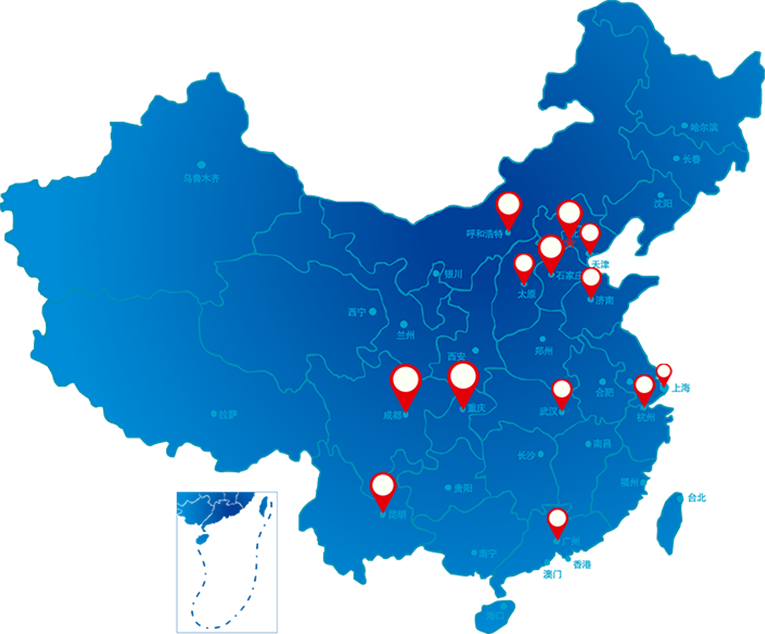 哈尔滨
长春
乌鲁木齐
沈阳
呼和浩特
天津
银川
石家庄
太原
济南
西宁
兰州
郑州
西安
上海
合肥
成都
重庆
武汉
杭州
拉萨
南昌
长沙
福州
贵阳
台北
昆明
广州
南宁
香港
澳门
海口